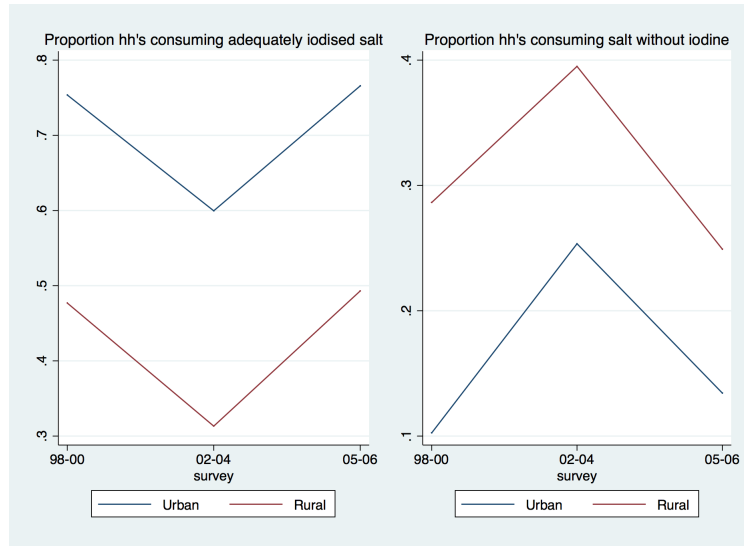 Proportion hh's consuming adequately iodised salt
.8
.7
.6
.5
.4
.3
98-00 02-04 05-06
survey
Urban Rural
Proportion hh's consuming salt without iodine
.4
.3
.2
.1
98-00 02-04 05-06
survey
Urban Rural